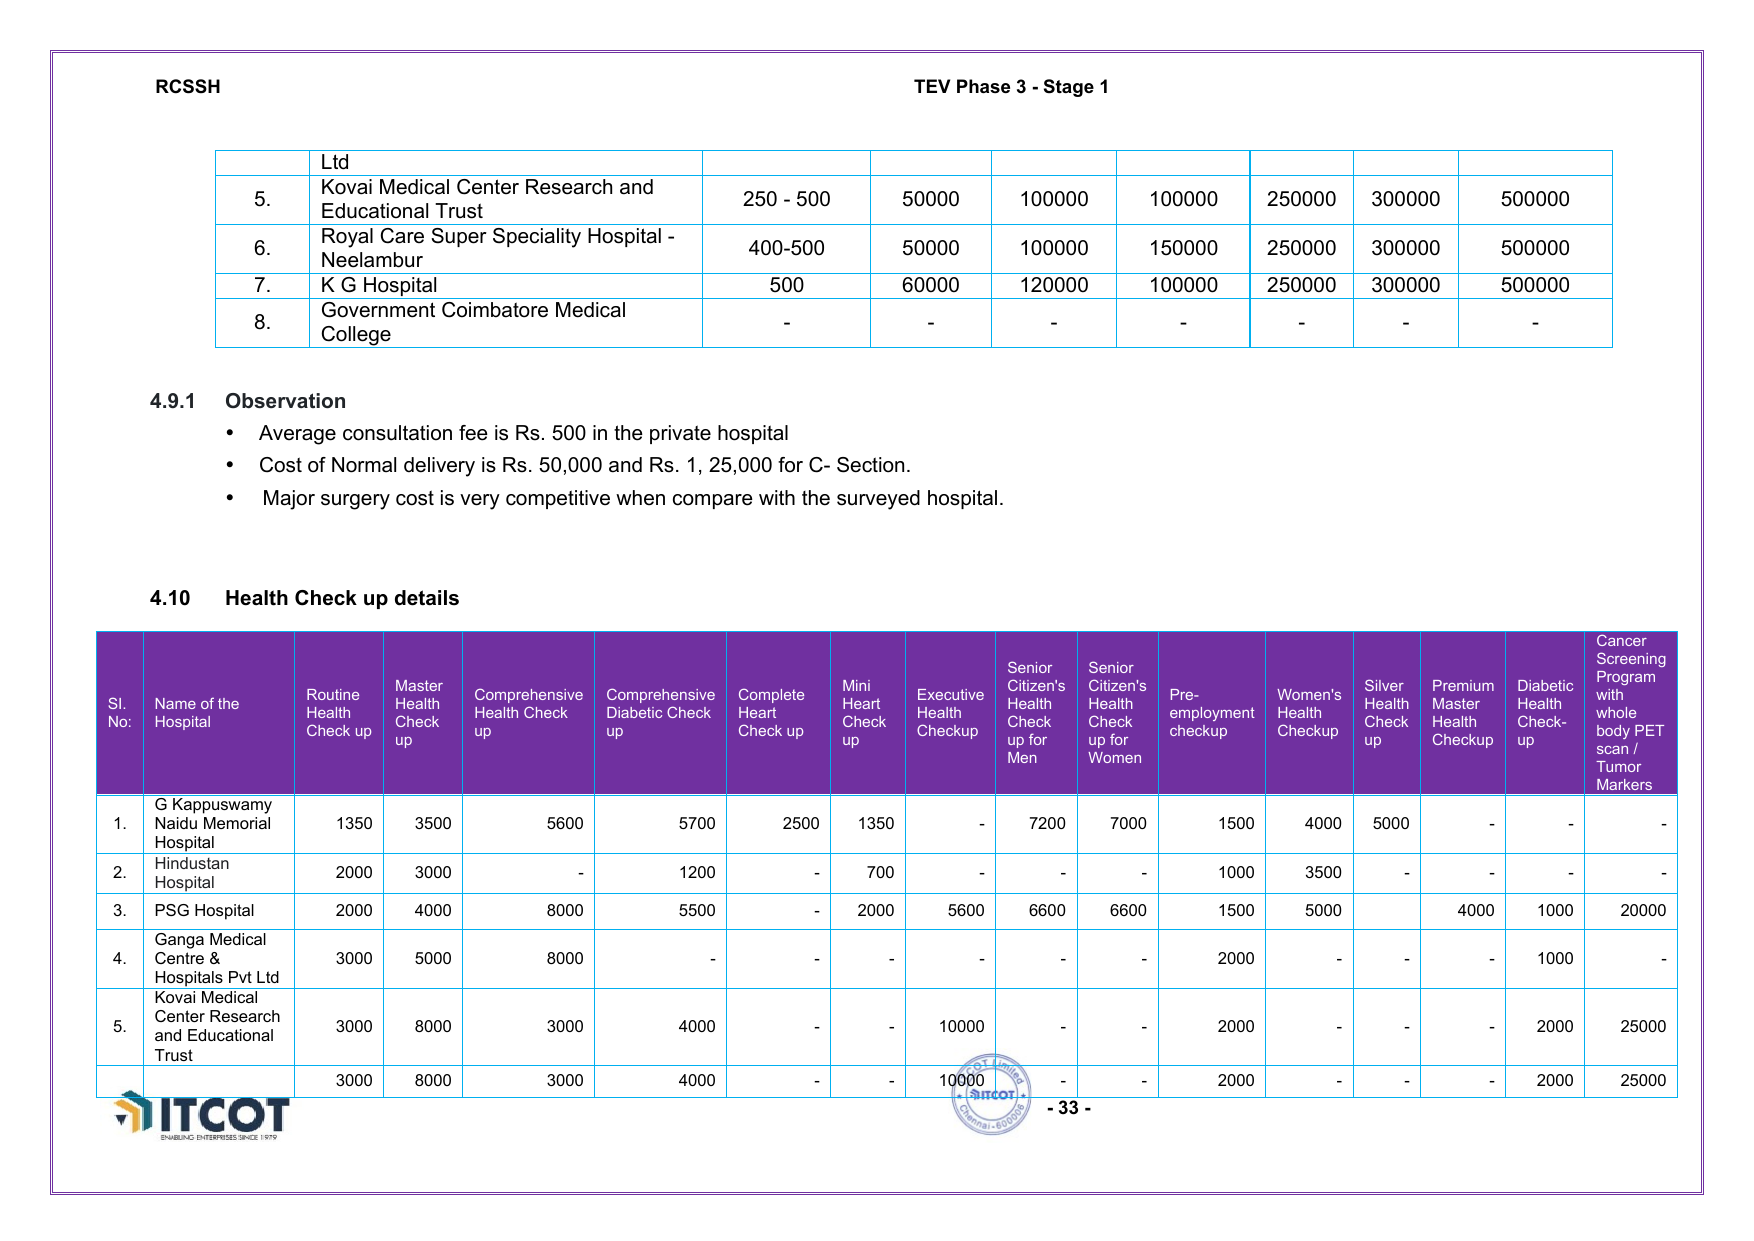 RCSSH TEV Phase 3 - Stage 1
Ltd
5. Kovai Medical Center Research and Educational Trust 250 - 500 50000 100000 100000 250000 300000 500000
6. Royal Care Super Speciality Hospital - Neelambur 400-500 50000 100000 150000 250000 300000 500000
7. K G Hospital 500 60000 120000 100000 250000 300000 500000
8. Government Coimbatore Medical College - - - - - - -
4.9.1 Observation
• Average consultation fee is Rs. 500 in the private hospital
• Cost of Normal delivery is Rs. 50,000 and Rs. 1, 25,000 for C- Section.
• Major surgery cost is very competitive when compare with the surveyed hospital.
4.10 Health Check up details
Sl. No: Name of the Hospital Routine Health Check up Master Health Check up Comprehensive Health Check up Comprehensive Diabetic Check up Complete Heart Check up Mini Heart Check up Executive Health Checkup Senior Citizen's Health Check up for Men Senior Citizen's Health Check up for Women Pre-employment checkup Women's Health Checkup Silver Health Check up Premium Master Health Checkup Diabetic Health Check-up Cancer Screening Program with whole body PET scan / Tumor Markers
1. G Kappuswamy Naidu Memorial Hospital 1350 3500 5600 5700 2500 1350 - 7200 7000 1500 4000 5000 - - -
2. Hindustan Hospital 2000 3000 - 1200 - 700 - - - 1000 3500 - - - -
3. PSG Hospital 2000 4000 8000 5500 - 2000 5600 6600 6600 1500 5000 4000 1000 20000
4. Ganga Medical Centre & Hospitals Pvt Ltd 3000 5000 8000 - - - - - - 2000 - - - 1000 -
5. Kovai Medical Center Research and Educational Trust 3000 8000 3000 4000 - - 10000 - - 2000 - - - 2000 25000
3000 8000 3000 4000 - - 10000 - - 2000 - - - 2000 25000
ITCOT
ENABLING ENTERPRISES SINCE 1979
ITCOT Limited
ITCOT
Chennai-600006
- 33 -